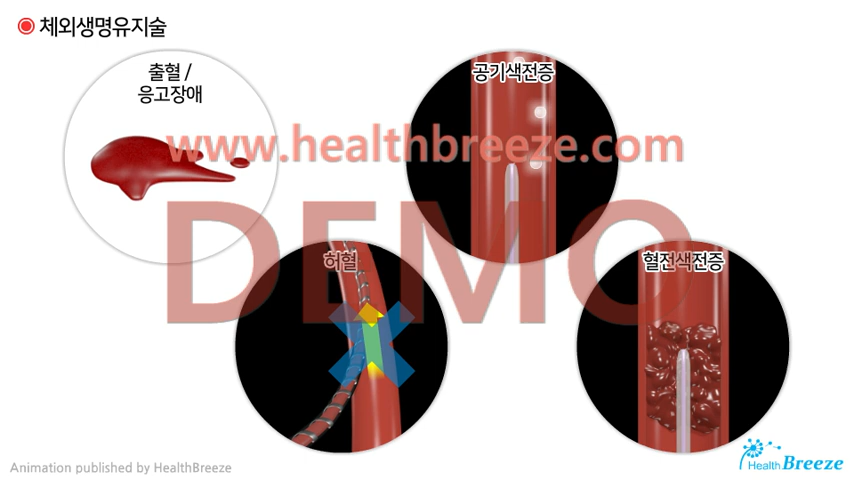 체외생명유지술
출혈 /
응고장애
공기색전증
www.healthbreeze.com
DEMO
허혈
혈전색전증
Animation published by HealthBreeze
Health Breeze